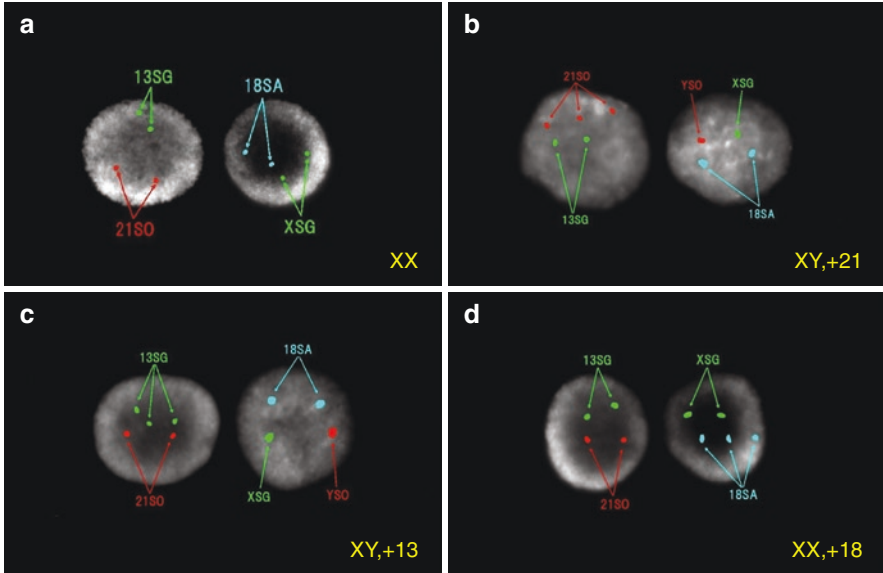 a
13SG
18SA
21SO
XSG
XX
b
21SO
YSO
XSG
13SG
18SA
XY,+21
c
13SG
18SA
21SO
XSG
YSO
XY,+13
d
13SG
XSG
21SO
18SA
XX,+18